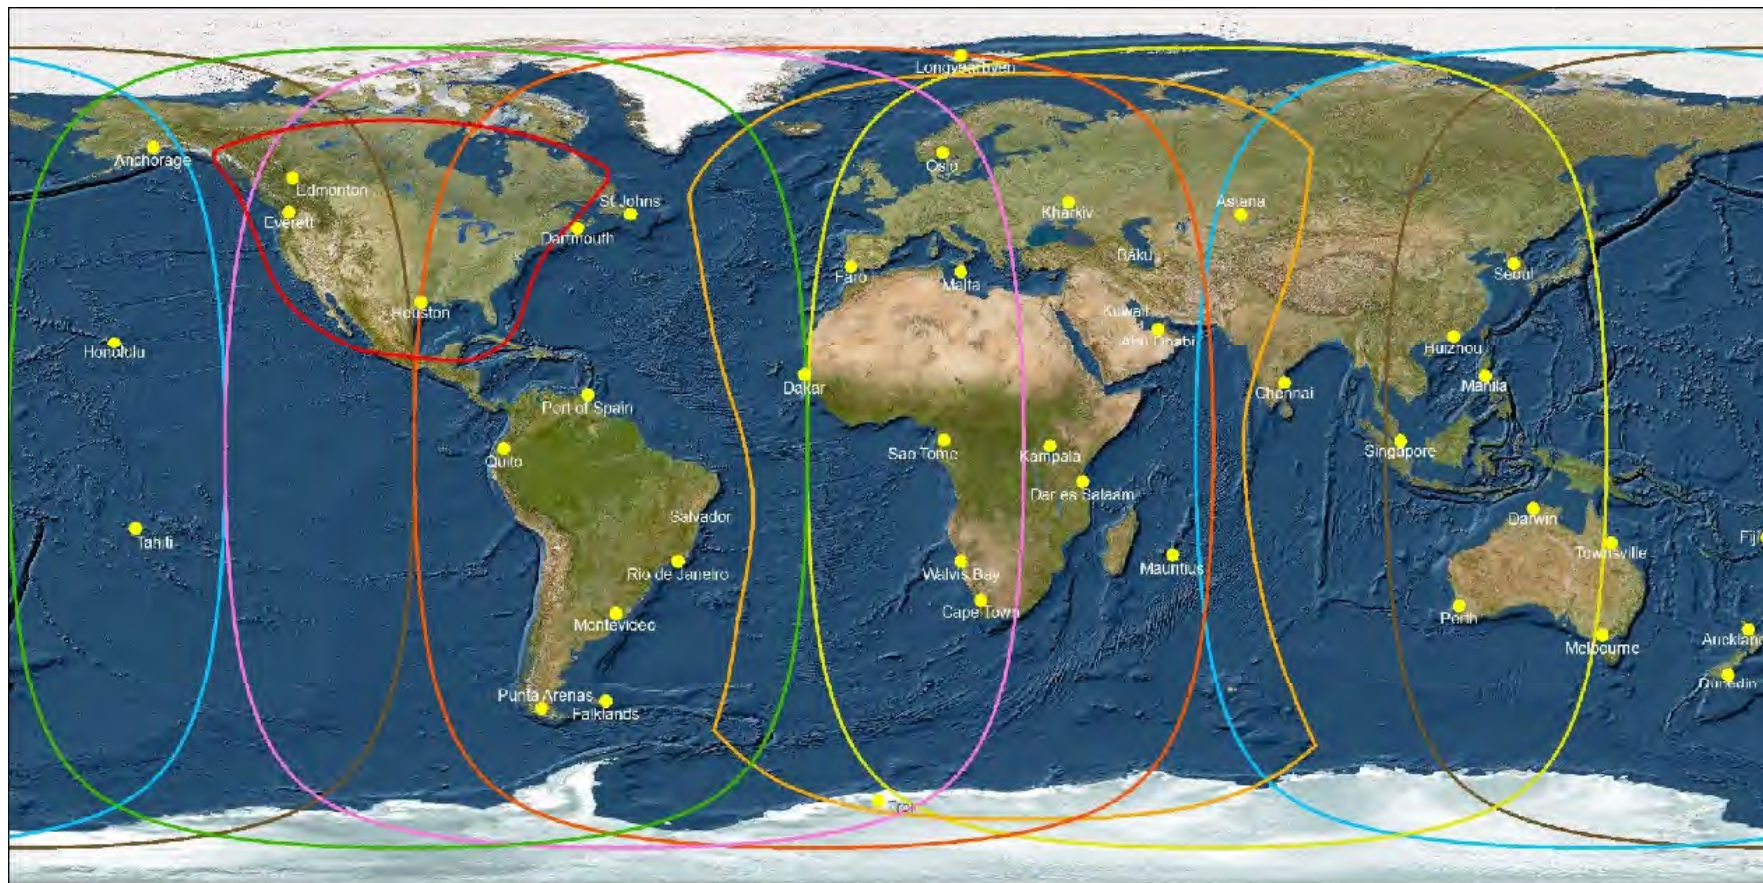 Longyearbyen
Anchorage
Oslo
Edmonton
St Johns
Kharkiv
Astana
Everett
Dartmouth
Baku
Faro
Malta
Seoul
Houston
Kuwait
Abu Dhabi
Honolulu
Huizhou
Dakar
Chennai
Manila
Port of Spain
Quito
Sao Tome
Kampala
Singapore
Dar es Salaam
Salvador
Darwin
Tahiti
Fiji
Townsville
Rio de Janeiro
Walvis Bay
Mauritius
Cape Town
Perth
Montevideo
Auckland
Melbourne
Dunedin
Punta Arenas
Falklands
Troll